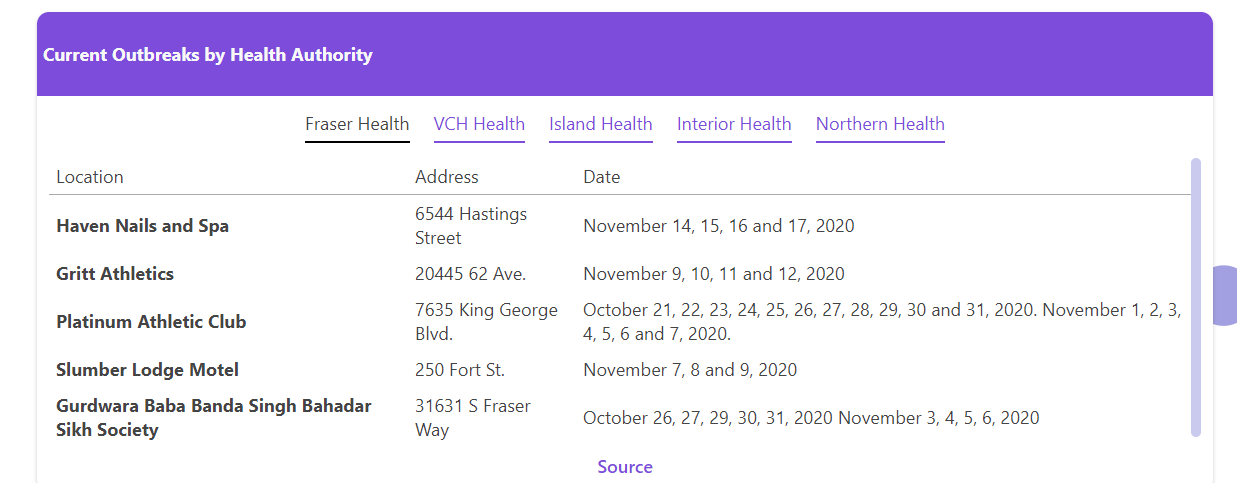 Current Outbreaks by Health Authority
Fraser Health VCH Health Island Health Interior Health Northern Health
Location Address Date
Haven Nails and Spa 6544 Hastings Street November 14, 15, 16 and 17, 2020
Gritt Athletics 20445 62 Ave. November 9, 10, 11 and 12, 2020
Platinum Athletic Club 7635 King George Blvd. October 21, 22, 23, 24, 25, 26, 27, 28, 29, 30 and 31, 2020. November 1, 2, 3, 4, 5, 6 and 7, 2020.
Slumber Lodge Motel 250 Fort St. November 7, 8 and 9, 2020
Gurdwara Baba Banda Singh Bahadar Sikh Society 31631 S Fraser Way October 26, 27, 29, 30, 31, 2020 November 3, 4, 5, 6, 2020
Source